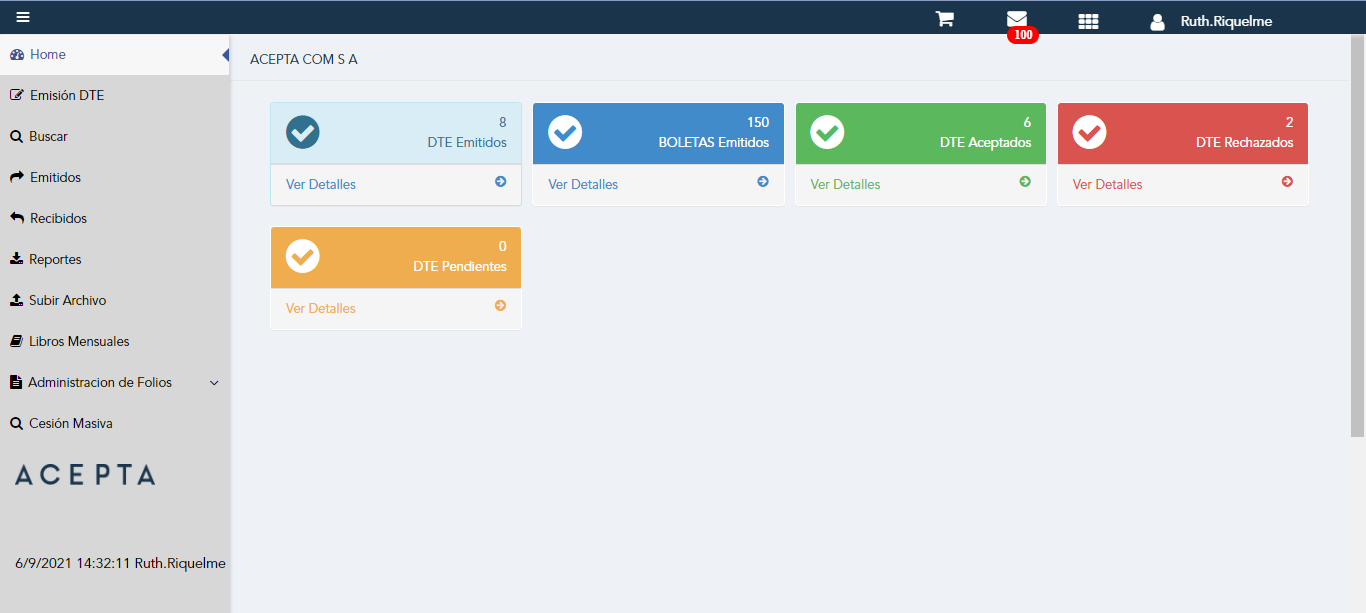 100
Ruth.Riquelme
Home
Emisión DTE
Buscar
Emitidos
Recibidos
Reportes
Subir Archivo
Libros Mensuales
Administracion de Folios
Cesión Masiva
ACEPTA
6/9/2021 14:32:11 Ruth.Riquelme
ACEPTA COM S A
8
DTE Emitidos
Ver Detalles
150
BOLETAS Emitidos
Ver Detalles
6
DTE Aceptados
Ver Detalles
2
DTE Rechazados
Ver Detalles
0
DTE Pendientes
Ver Detalles